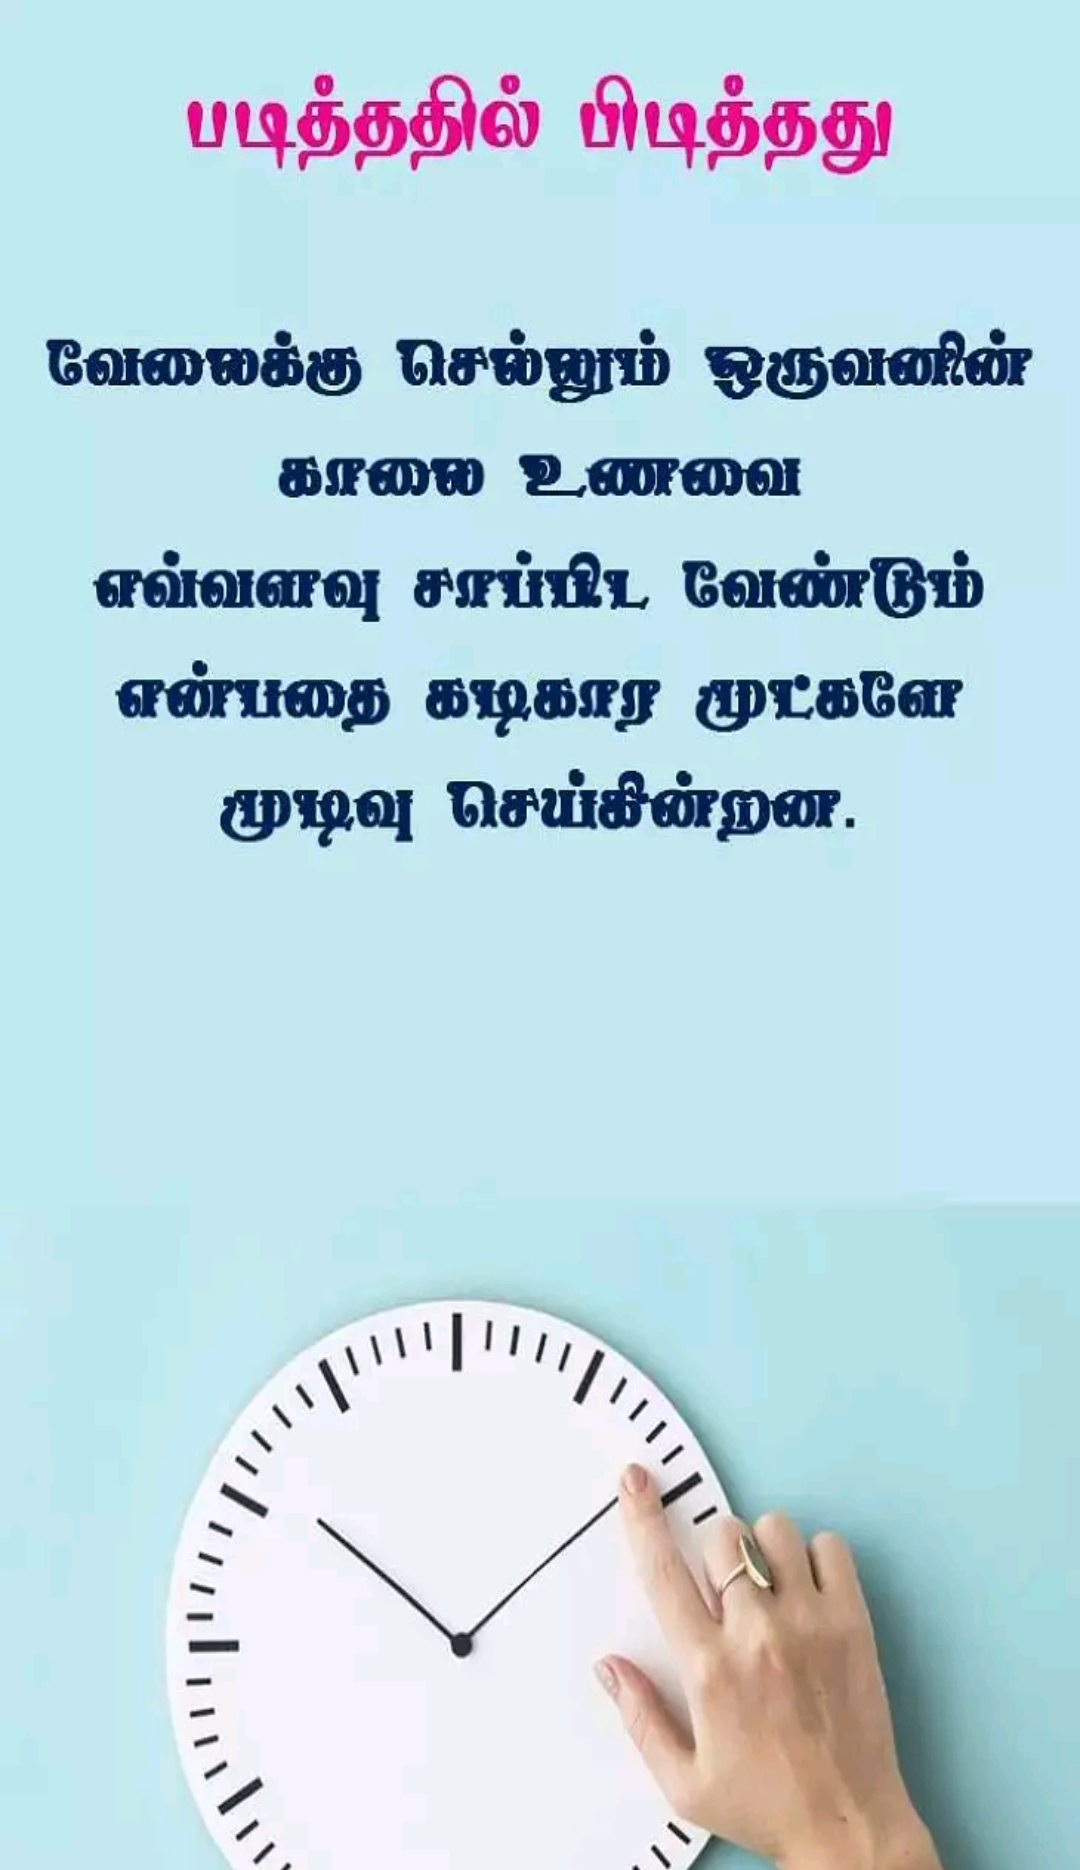 படித்ததில் பிடித்தது
வேலைக்கு செல்லும் ஒருவனின்
காலை உணவை
எவ்வளவு சாப்பிட வேண்டும்
என்பதை கடிகார முட்களே
முடிவு செய்கின்றன.